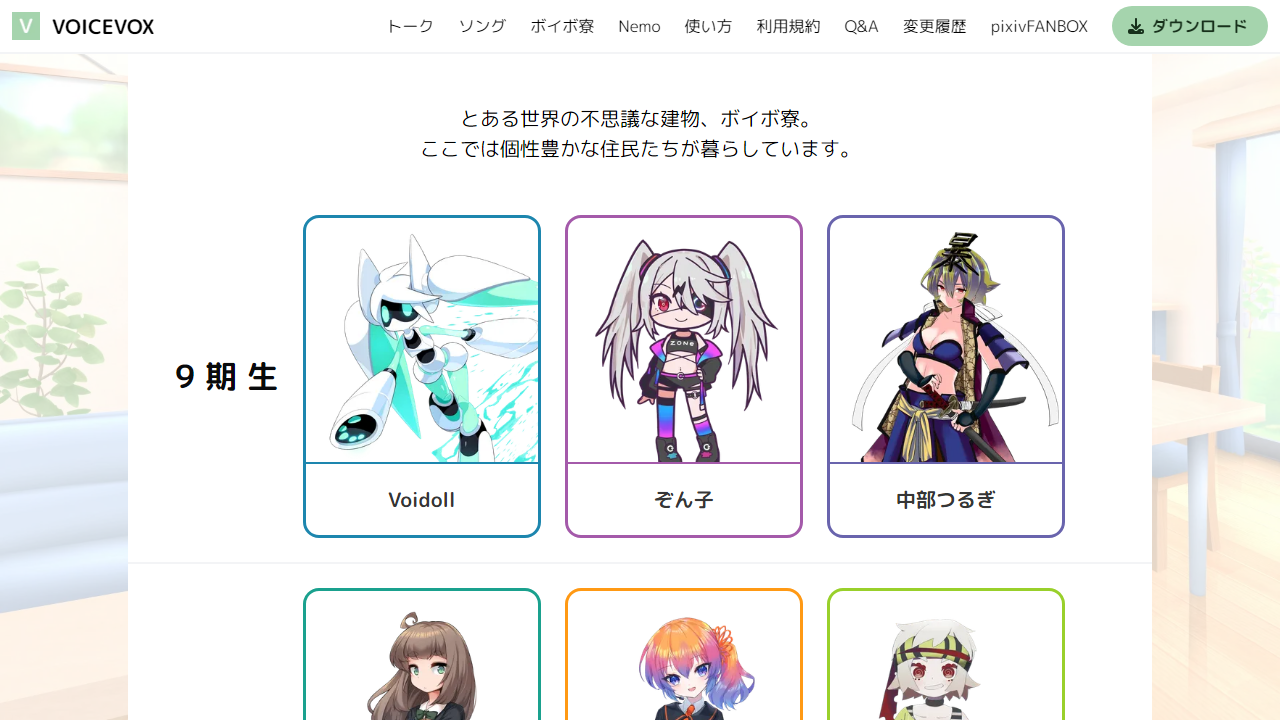 V VOICEVOX トーク ソング ボイボ寮 Nemo 使い方 利用規約 Q&A 変更履歴 pixivFANBOX ダウンロード
とある世界の不思議な建物、ボイボ寮。
ここでは個性豊かな住民たちが暮らしています。
9期生
ZONe
Voidoll ぞん子 中部つるぎ